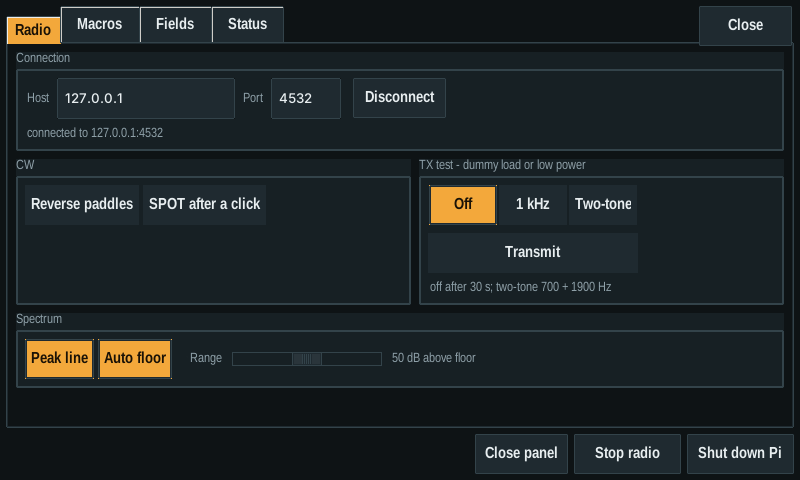 Radio Macros Fields Status Close
Connection
Host 127.0.0.1 Port 4532 Disconnect
connected to 127.0.0.1:4532
CW TX test - dummy load or low power
Reverse paddles SPOT after a click Off 1 kHz Two-tone
Transmit
off after 30 s; two-tone 700 + 1900 Hz
Spectrum
Peak line Auto floor Range 50 dB above floor
Close panel Stop radio Shut down Pi